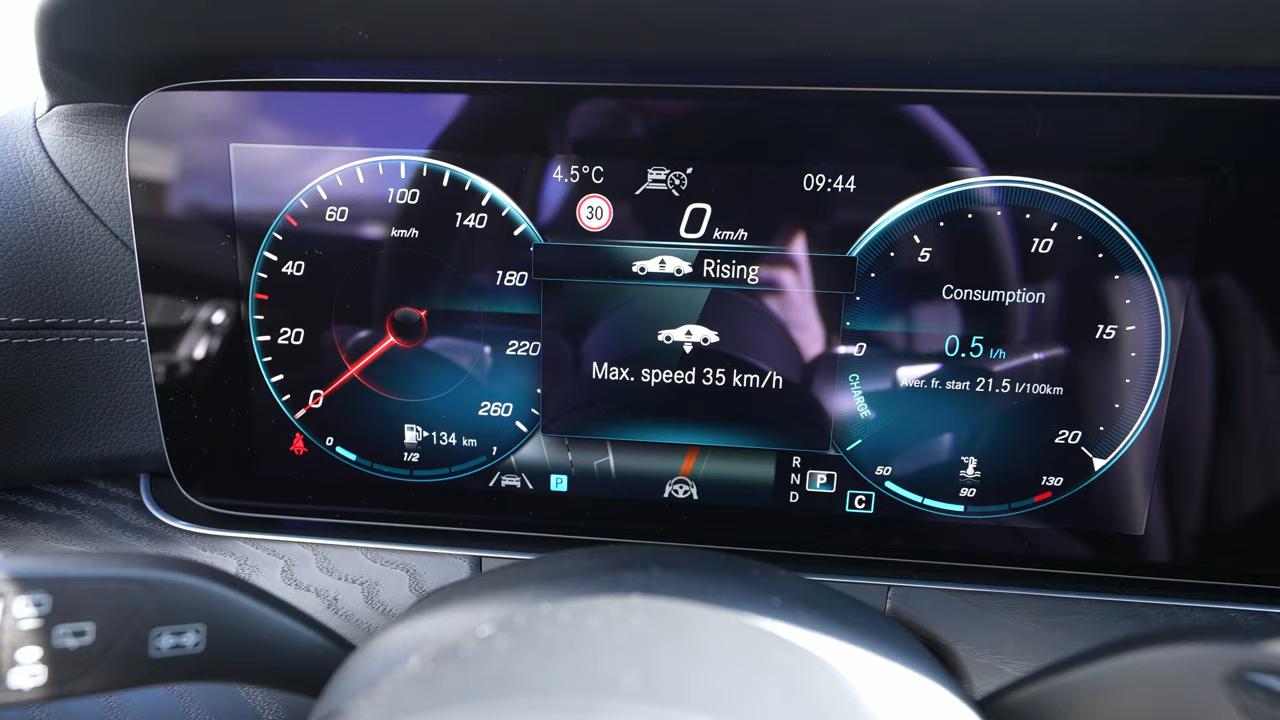 4.5°C
09:44
30
0 km/h
Rising
Max. speed 35 km/h
0
20
40
60
100
140
180
220
260
km/h
134 km
0
1/2
1
P
R
N
P
D
C
0
5
10
15
20
Consumption
0.5 l/h
Aver. fr. start 21.5 l/100km
CHARGE
°C/°F
50
90
130